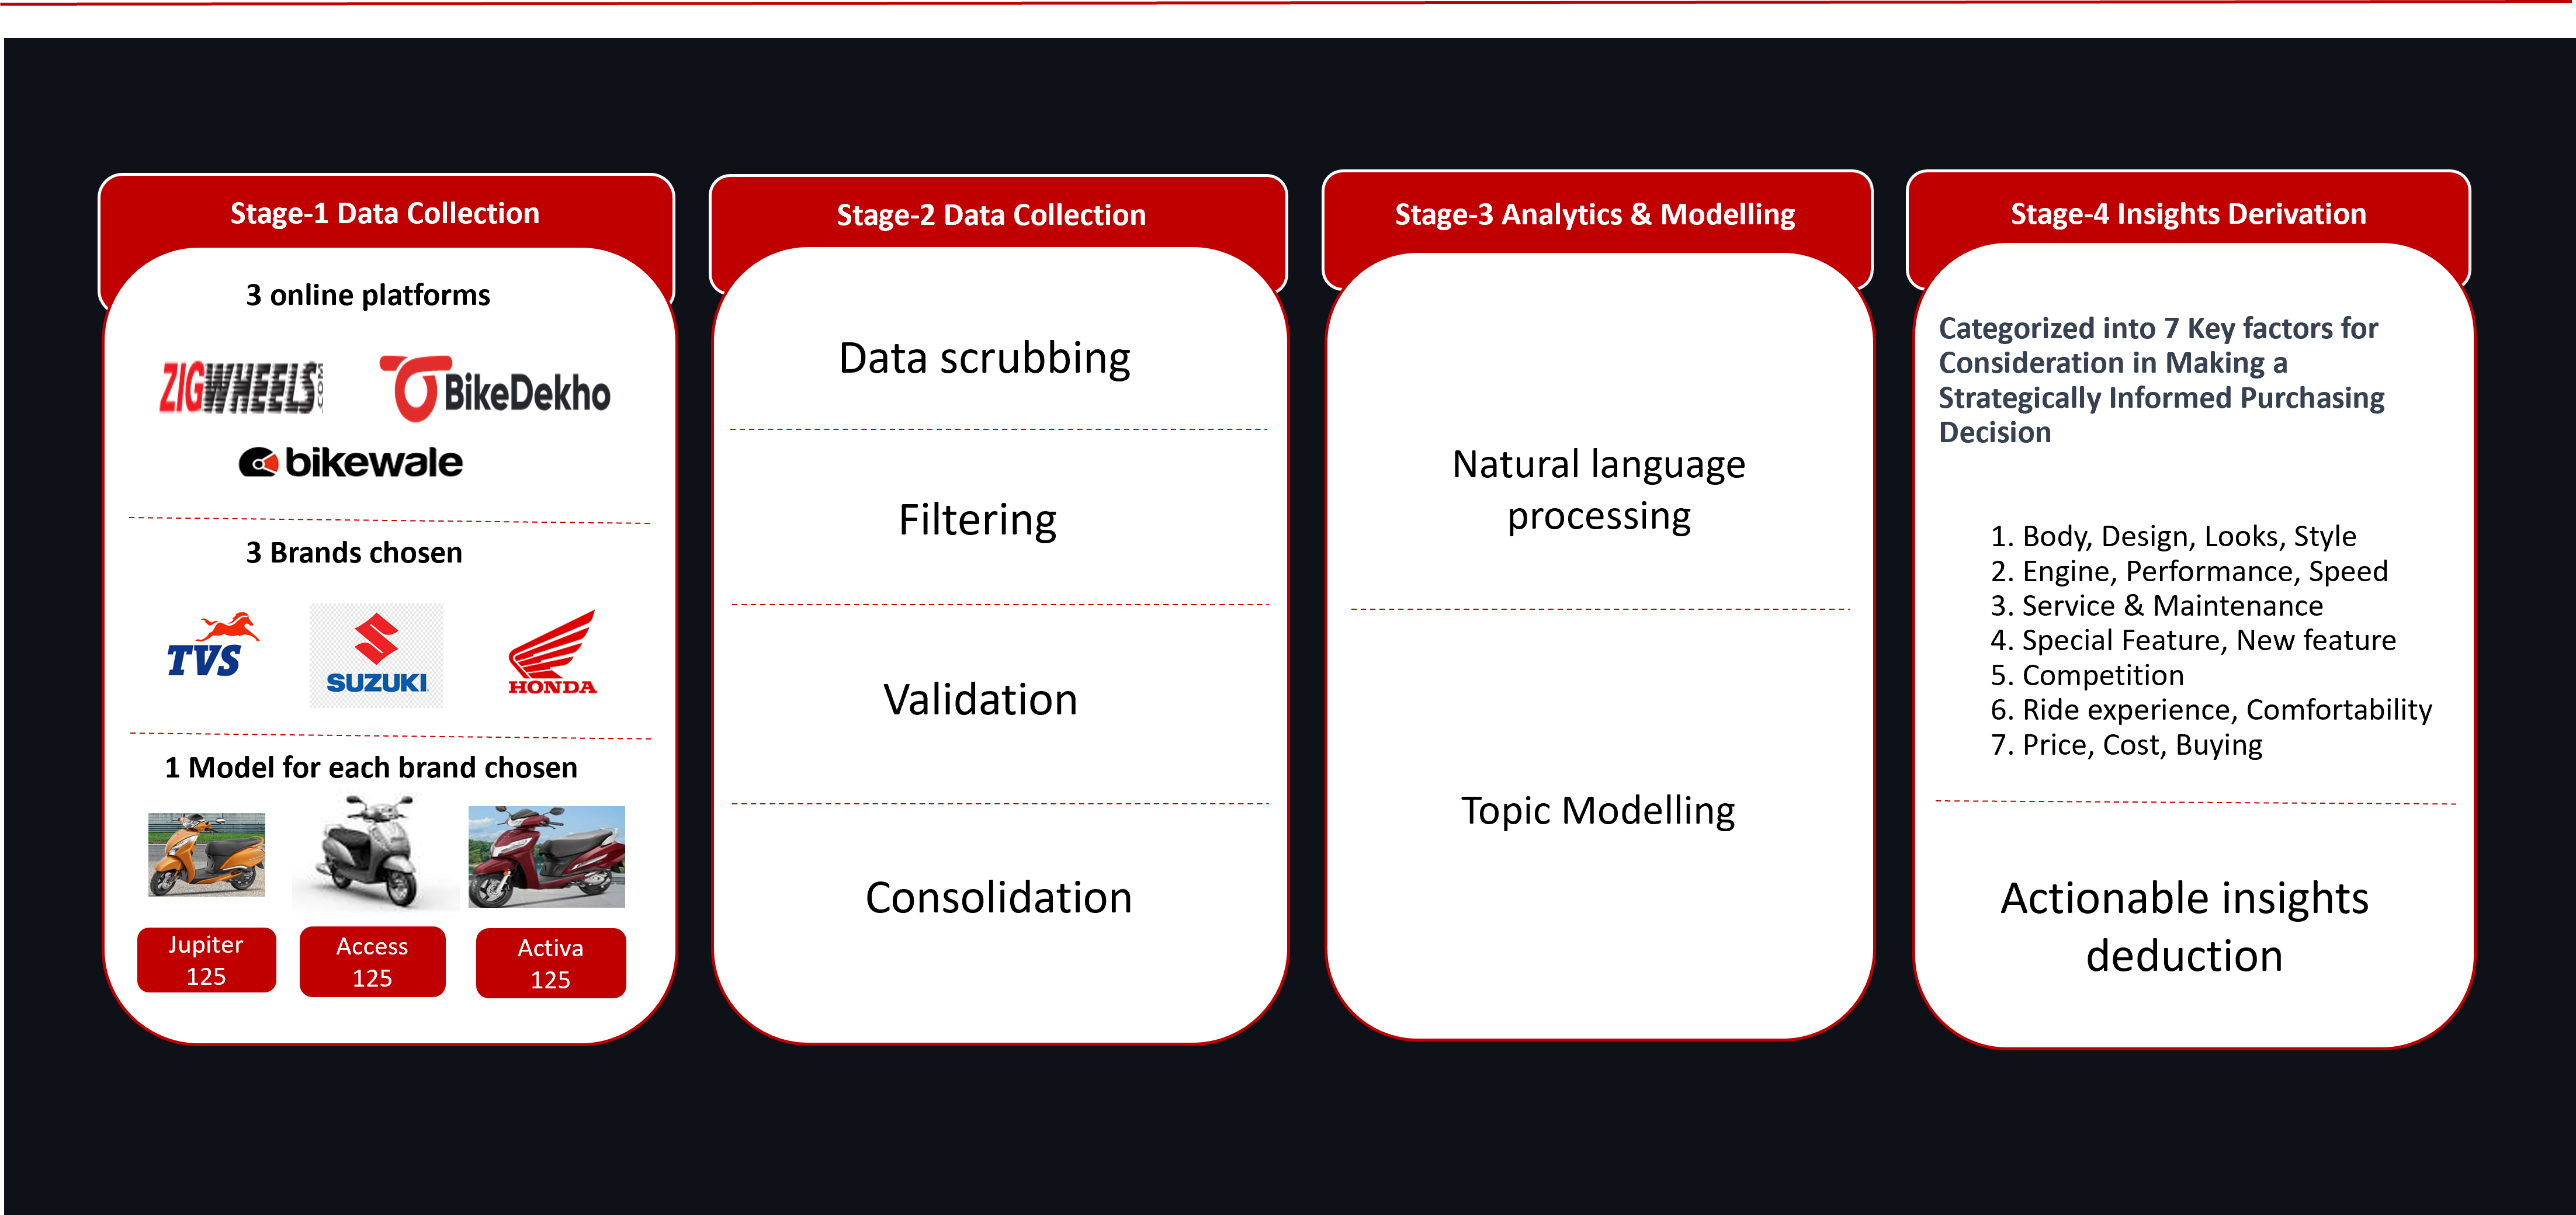 Stage-1 Data Collection
3 online platforms
ZIGWHEELS.COM
BikeDekho
bikewale
3 Brands chosen
TVS
SUZUKI
HONDA
1 Model for each brand chosen
Jupiter
125
Access
125
Activa
125
Stage-2 Data Collection
Data scrubbing
Filtering
Validation
Consolidation
Stage-3 Analytics & Modelling
Natural language
processing
Topic Modelling
Stage-4 Insights Derivation
Categorized into 7 Key factors for
Consideration in Making a
Strategically Informed Purchasing
Decision
1. Body, Design, Looks, Style
2. Engine, Performance, Speed
3. Service & Maintenance
4. Special Feature, New feature
5. Competition
6. Ride experience, Comfortability
7. Price, Cost, Buying
Actionable insights
deduction